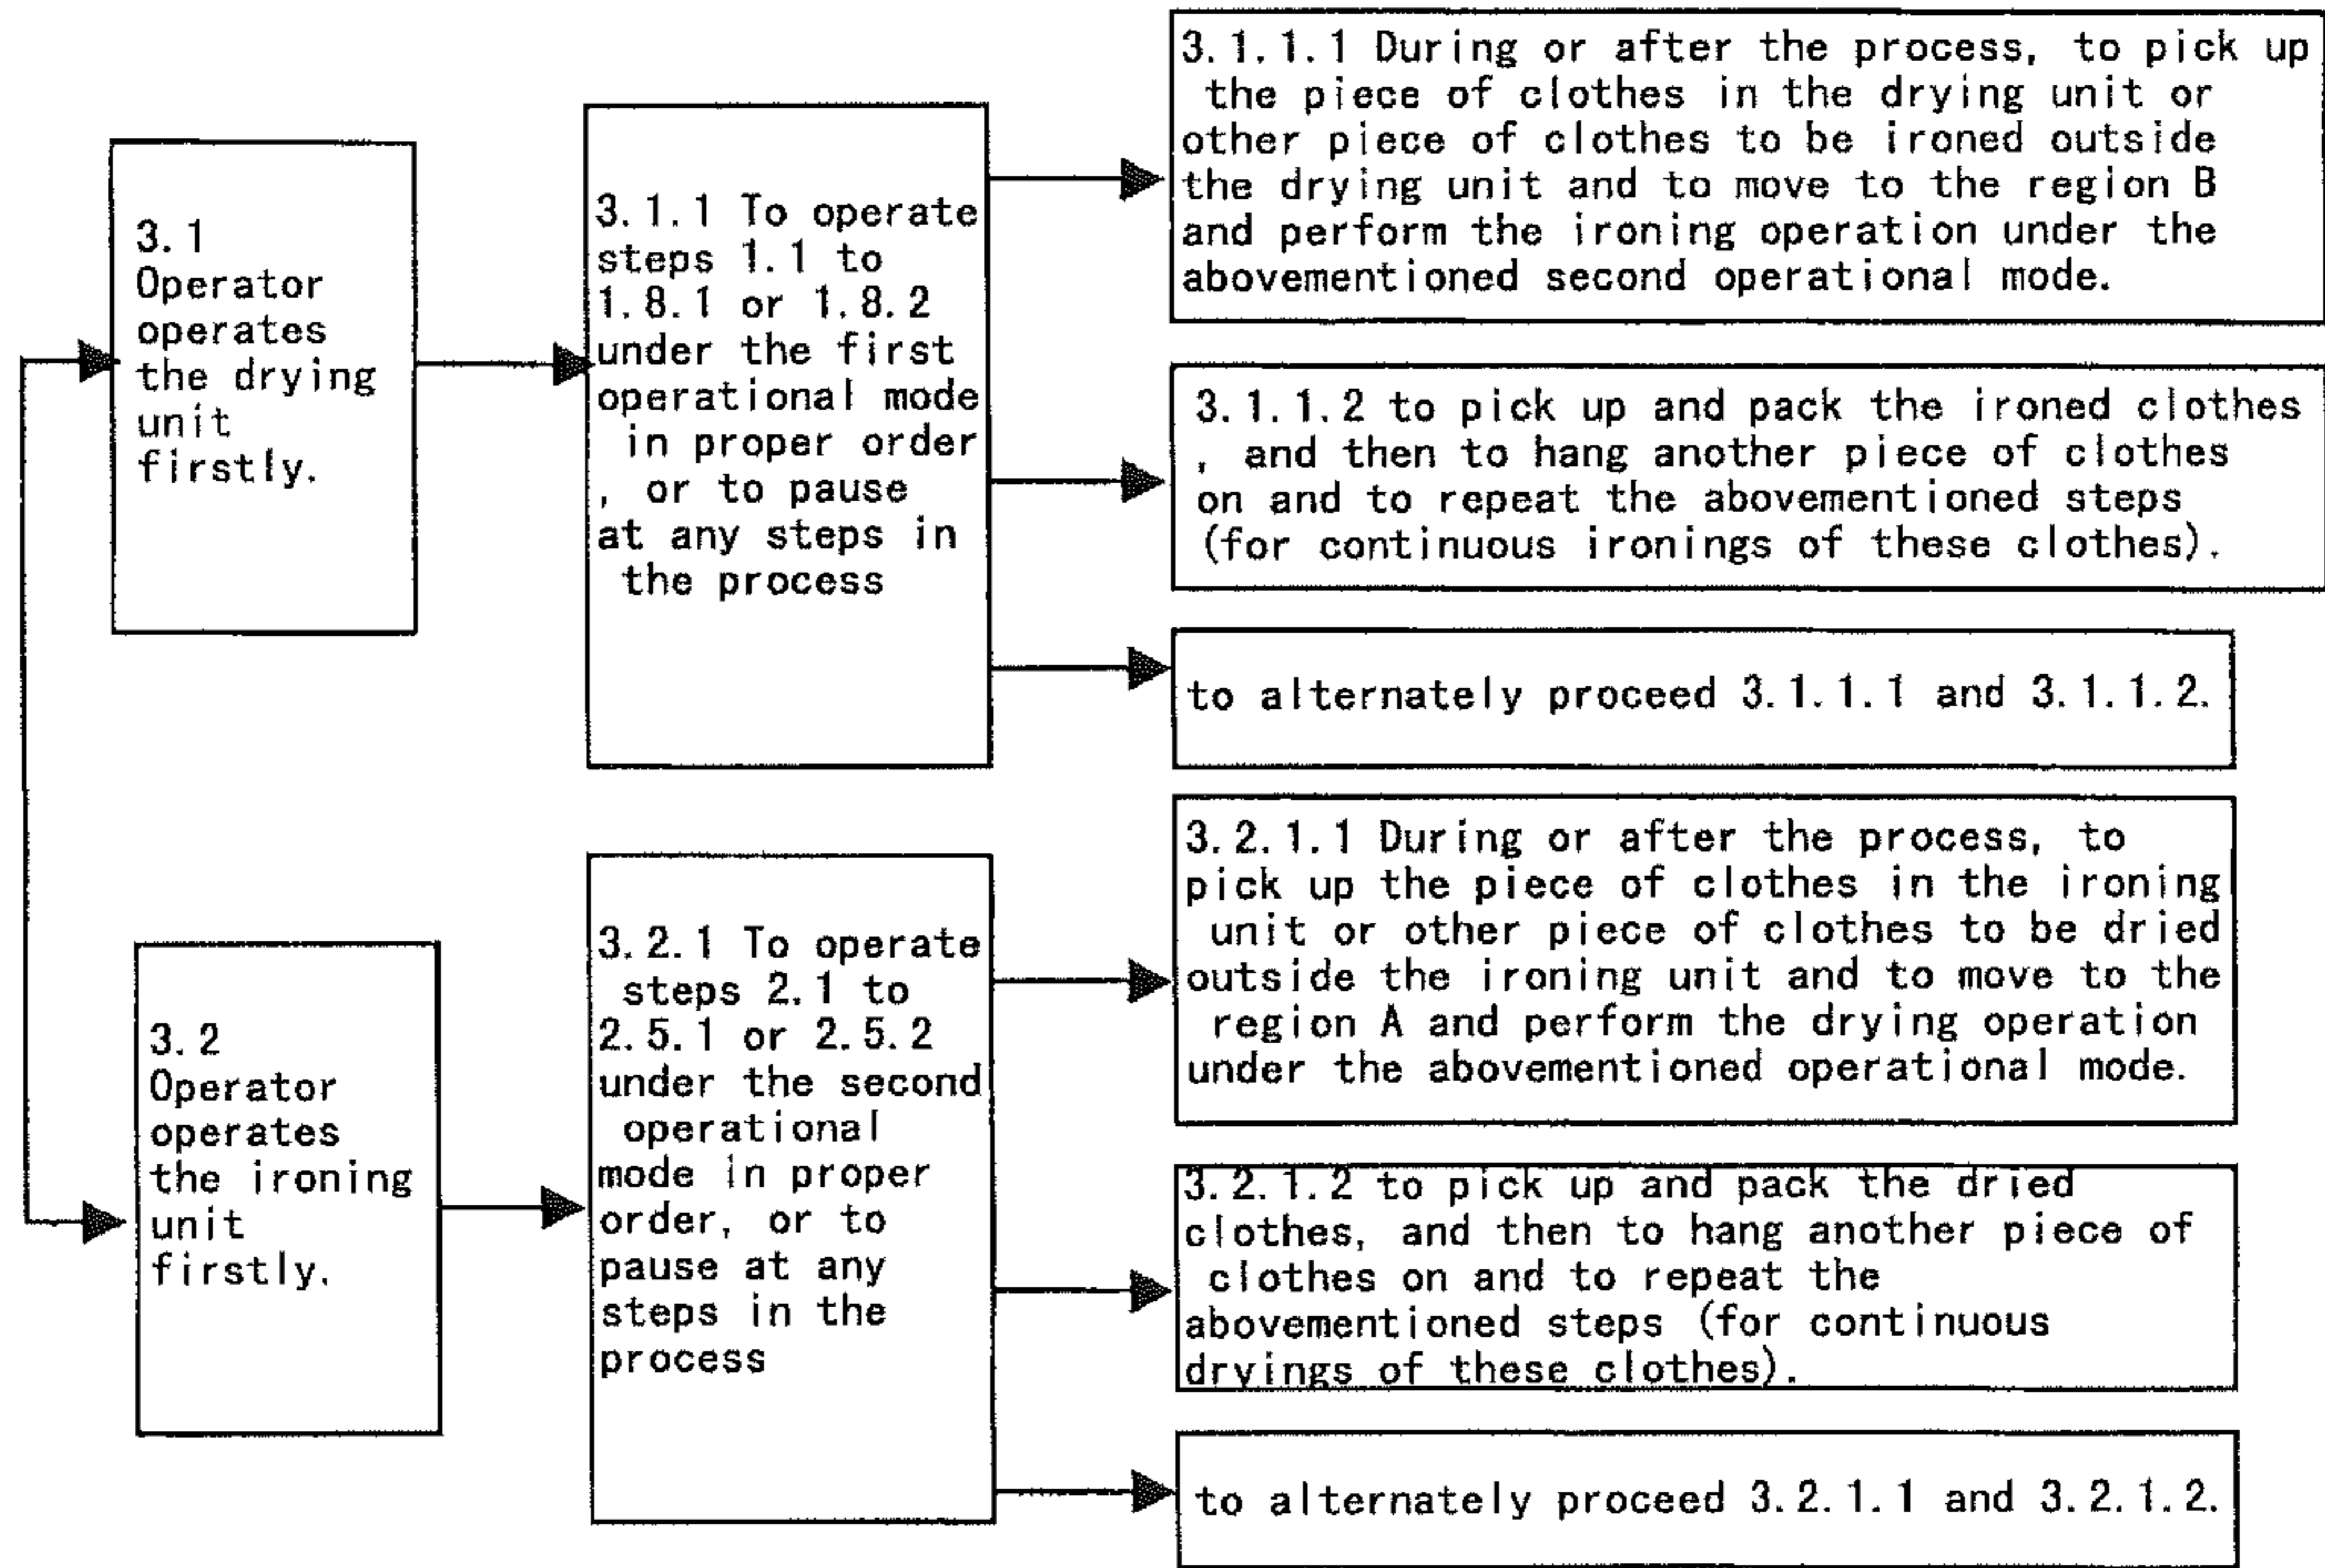 3.1
Operator
operates
the drying
unit
firstly.
3.1.1 To operate
steps 1.1 to
1.8.1 or 1.8.2
under the first
operational mode
in proper order
, or to pause
at any steps in
the process
3.1.1.1 During or after the process, to pick up
the piece of clothes in the drying unit or
other piece of clothes to be ironed outside
the drying unit and to move to the region B
and perform the ironing operation under the
abovementioned second operational mode.
3.1.1.2 to pick up and pack the ironed clothes
, and then to hang another piece of clothes
on and to repeat the abovementioned steps
(for continuous ironings of these clothes).
to alternately proceed 3.1.1.1 and 3.1.1.2.
3.2
Operator
operates
the ironing
unit
firstly.
3.2.1 To operate
steps 2.1 to
2.5.1 or 2.5.2
under the second
operational
mode in proper
order, or to
pause at any
steps in the
process
3.2.1.1 During or after the process, to
pick up the piece of clothes in the ironing
unit or other piece of clothes to be dried
outside the ironing unit and to move to the
region A and perform the drying operation
under the abovementioned operational mode.
3.2.1.2 to pick up and pack the dried
clothes, and then to hang another piece of
clothes on and to repeat the
abovementioned steps (for continuous
dryings of these clothes).
to alternately proceed 3.2.1.1 and 3.2.1.2.